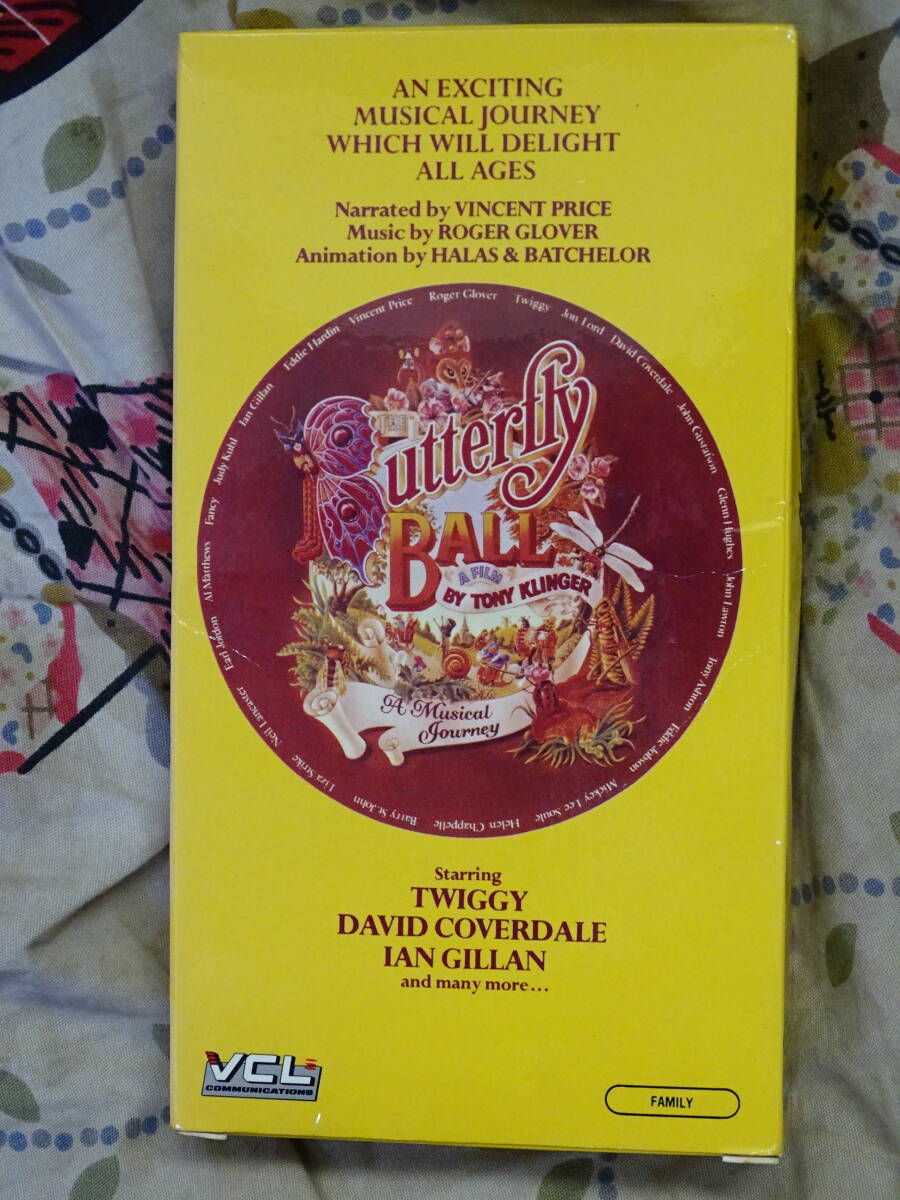 AN EXCITING
MUSICAL JOURNEY
WHICH WILL DELIGHT
ALL AGES
Narrated by VINCENT PRICE
Music by ROGER GLOVER
Animation by HALAS & BATCHELOR
Neil Lancaster Earl Jordon Al Matthews Fancy Judy Kuhl Ian Gillan Eddie Hardin Vincent Price Roger Glover Twiggy Jon Lord David Coverdale John Gustafson Glenn Hughes John Lawton Tony Ashton Eddie Jobson Mickey Lee Soule Helen Chappelle Barry St. John Liza Strike
THE
Butterfly
BALL
A FILM
BY TONY KLINGER
A Musical
Journey
Starring
TWIGGY
DAVID COVERDALE
IAN GILLAN
and many more...
VCL
COMMUNICATIONS
FAMILY